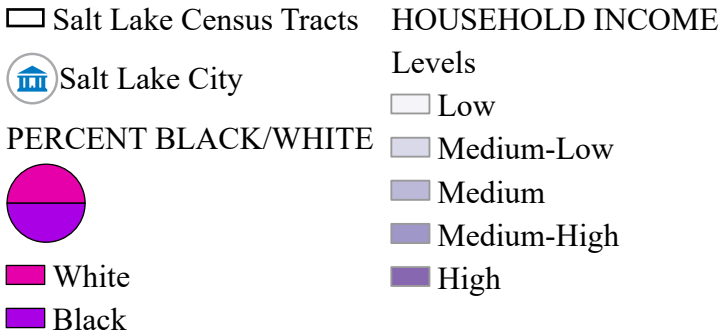 Salt Lake Census Tracts
Salt Lake City
PERCENT BLACK/WHITE
White
Black
HOUSEHOLD INCOME
Levels
Low
Medium-Low
Medium
Medium-High
High